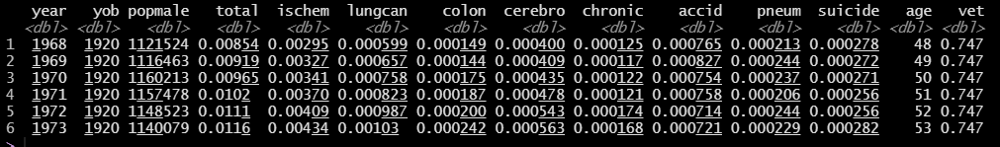 year yob popmale total ischem lungcan colon cerebro chronic accid pneum suicide age vet
<dbl> <dbl> <dbl> <dbl> <dbl> <dbl> <dbl> <dbl> <dbl> <dbl> <dbl> <dbl> <dbl> <dbl>
1 1968 1920 1121524 0.00854 0.00295 0.000599 0.000149 0.000400 0.000125 0.000765 0.000213 0.000278 48 0.747
2 1969 1920 1116463 0.00919 0.00327 0.000657 0.000144 0.000409 0.000117 0.000827 0.000244 0.000272 49 0.747
3 1970 1920 1160213 0.00965 0.00341 0.000758 0.000175 0.000435 0.000122 0.000754 0.000237 0.000271 50 0.747
4 1971 1920 1157478 0.0102 0.00370 0.000823 0.000187 0.000478 0.000121 0.000758 0.000206 0.000256 51 0.747
5 1972 1920 1148523 0.0111 0.00409 0.000987 0.000200 0.000543 0.000174 0.000714 0.000244 0.000256 52 0.747
6 1973 1920 1140079 0.0116 0.00434 0.00103 0.000242 0.000563 0.000168 0.000721 0.000229 0.000282 53 0.747
>